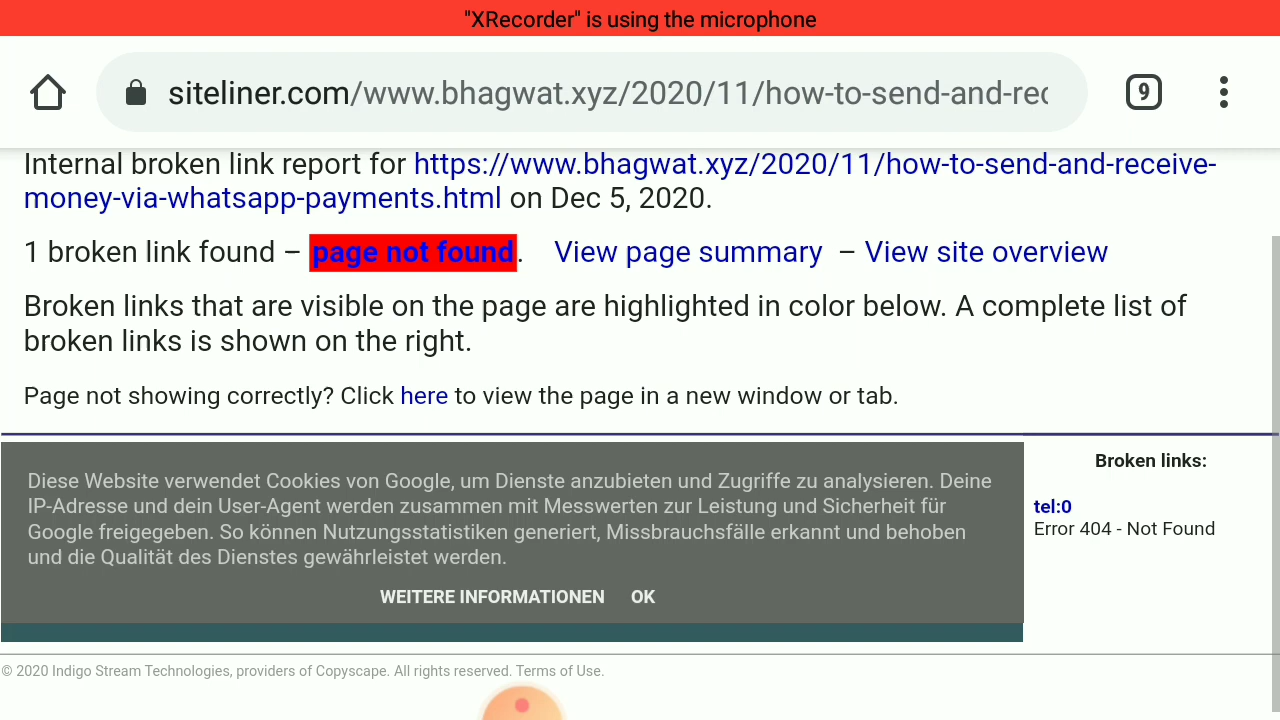 "XRecorder" is using the microphone
siteliner.com/www.bhagwat.xyz/2020/11/how-to-send-and-rec
9
Internal broken link report for https://www.bhagwat.xyz/2020/11/how-to-send-and-receive-
money-via-whatsapp-payments.html on Dec 5, 2020.
1 broken link found – page not found. View page summary – View site overview
Broken links that are visible on the page are highlighted in color below. A complete list of
broken links is shown on the right.
Page not showing correctly? Click here to view the page in a new window or tab.
Diese Website verwendet Cookies von Google, um Dienste anzubieten und Zugriffe zu analysieren. Deine
IP-Adresse und dein User-Agent werden zusammen mit Messwerten zur Leistung und Sicherheit für
Google freigegeben. So können Nutzungsstatistiken generiert, Missbrauchsfälle erkannt und behoben
und die Qualität des Dienstes gewährleistet werden.
WEITERE INFORMATIONEN OK
Broken links:
tel:0
Error 404 - Not Found
© 2020 Indigo Stream Technologies, providers of Copyscape. All rights reserved. Terms of Use.